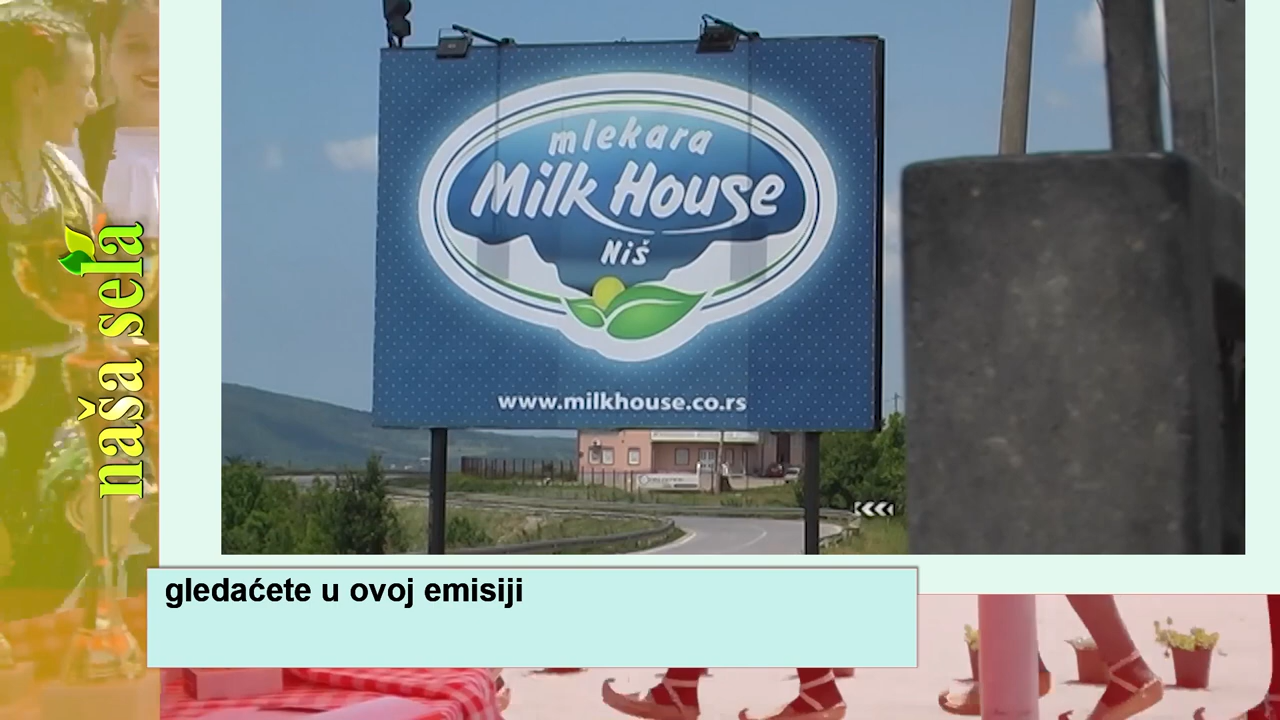 mlekara
Milk House
Niš
www.milkhouse.co.rs
naša sela
gledaćete u ovoj emisiji